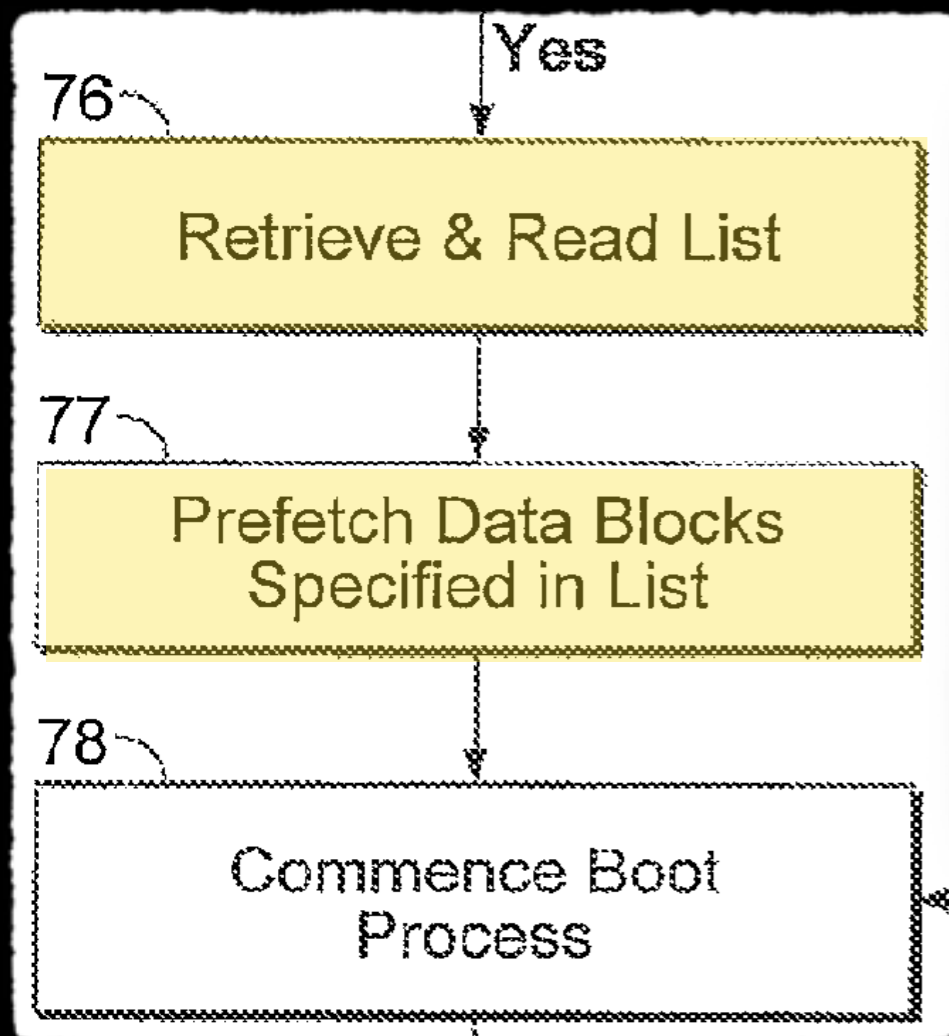 Yes
76
Retrieve & Read List
77
Prefetch Data Blocks
Specified in List
78
Commence Boot
Process